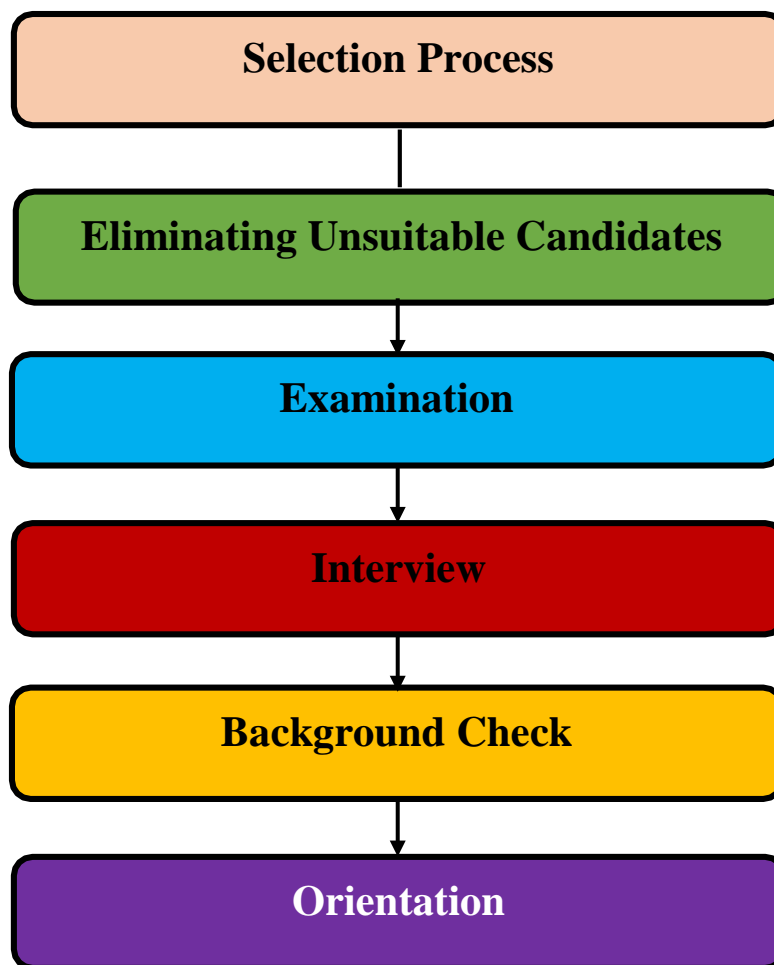 Selection Process
Eliminating Unsuitable Candidates
Examination
Interview
Background Check
Orientation